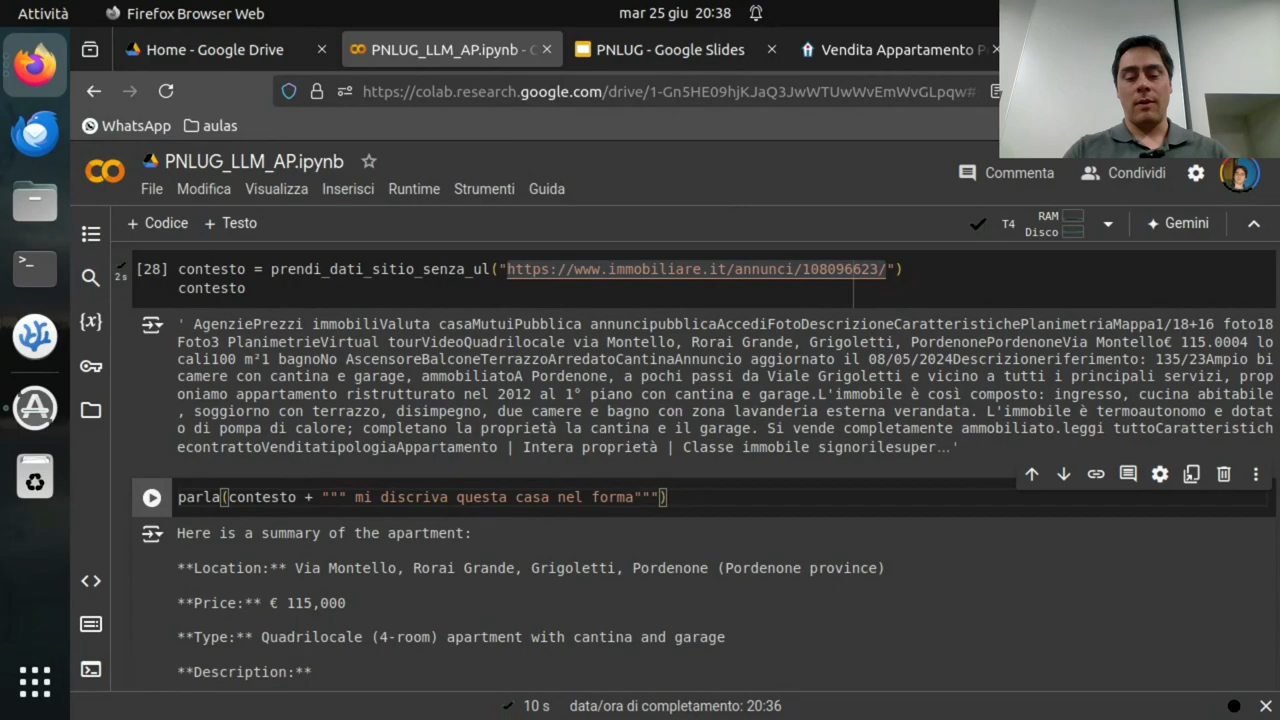 Attività
Firefox Browser Web
mar 25 giu 20:38
Home - Google Drive
PNLUG_LLM_AP.ipynb - C
PNLUG - Google Slides
Vendita Appartamento P
https://colab.research.google.com/drive/1-Gn5HE09hjKJaQ3JwWTUwWvEmWvGLpqw#
WhatsApp
aulas
PNLUG_LLM_AP.ipynb
Commenta
Condividi
File
Modifica
Visualizza
Inserisci
Runtime
Strumenti
Guida
+ Codice
+ Testo
T4
RAM
Disco
Gemini
[28]
2s
contesto = prendi_dati_sitio_senza_ul("https://www.immobiliare.it/annunci/108096623/")
contesto
' AgenziePrezzi immobiliValuta casaMutuiPubblica annuncipubblicaAccediFotoDescrizioneCaratteristichePlanimetriaMappa1/18+16 foto18
Foto3 PlanimetrieVirtual tourVideoQuadrilocale via Montello, Rorai Grande, Grigoletti, PordenonePordenoneVia Montello€ 115.0004 lo
cali100 m²1 bagnoNo AscensoreBalconeTerrazzoArredatoCantinaAnnuncio aggiornato il 08/05/2024Descrizioneriferimento: 135/23Ampio bi
camere con cantina e garage, ammobiliatoA Pordenone, a pochi passi da Viale Grigoletti e vicino a tutti i principali servizi, prop
oniamo appartamento ristrutturato nel 2012 al 1° piano con cantina e garage.L'immobile è così composto: ingresso, cucina abitabile
, soggiorno con terrazzo, disimpegno, due camere e bagno con zona lavanderia esterna verandata. L'immobile è termoautonomo e dotat
o di pompa di calore; completano la proprietà la cantina e il garage. Si vende completamente ammobiliato.leggi tuttoCaratteristich
econtrattoVenditatipologiaAppartamento | Intera proprietà | Classe immobile signorilesuper…'
parla(contesto + """ mi discriva questa casa nel forma""")
Here is a summary of the apartment:
**Location:** Via Montello, Rorai Grande, Grigoletti, Pordenone (Pordenone province)
**Price:** € 115,000
**Type:** Quadrilocale (4-room) apartment with cantina and garage
**Description:**
10 s
data/ora di completamento: 20:36